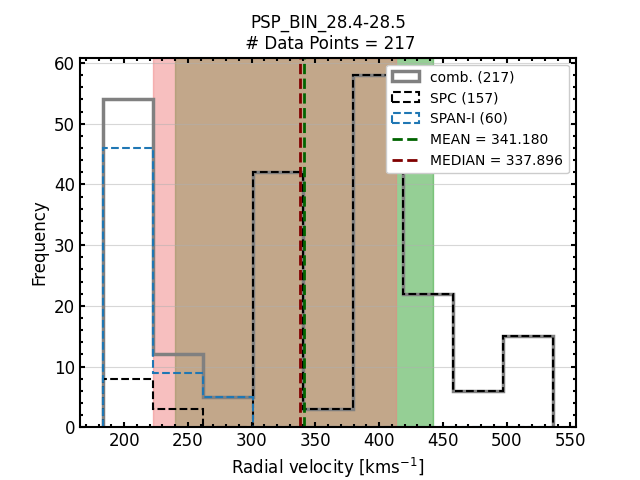 PSP_BIN_28.4-28.5
# Data Points = 217
comb. (217)
SPC (157)
SPAN-I (60)
MEAN = 341.180
MEDIAN = 337.896
Frequency
60
50
40
30
20
10
0
200 250 300 350 400 450 500 550
Radial velocity [kms⁻¹]